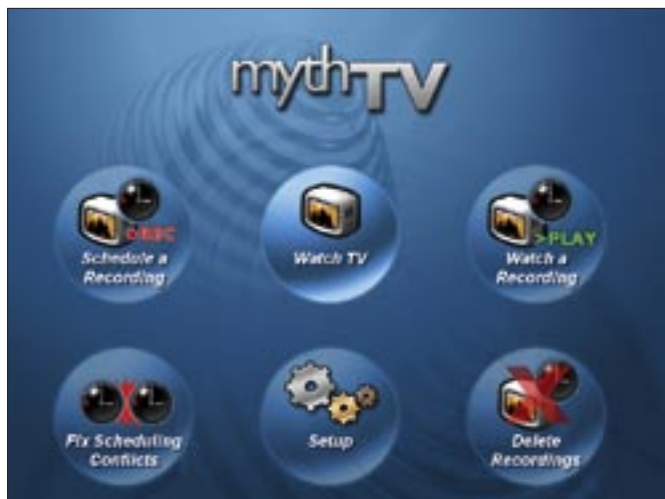 mythTV
REC
Schedule a
Recording
Watch TV
>PLAY
Watch a
Recording
Fix Scheduling
Conflicts
Setup
Delete
Recordings